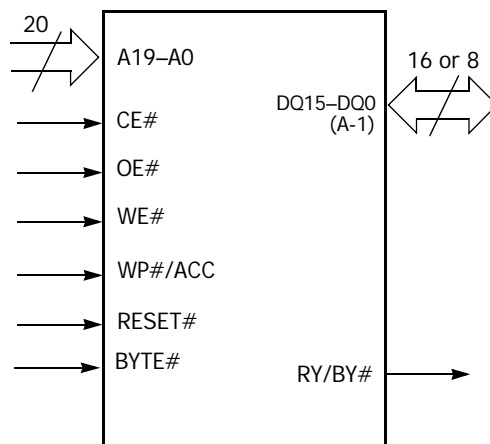 20
A19–A0
16 or 8
DQ15–DQ0
(A-1)
CE#
OE#
WE#
WP#/ACC
RESET#
BYTE#
RY/BY#